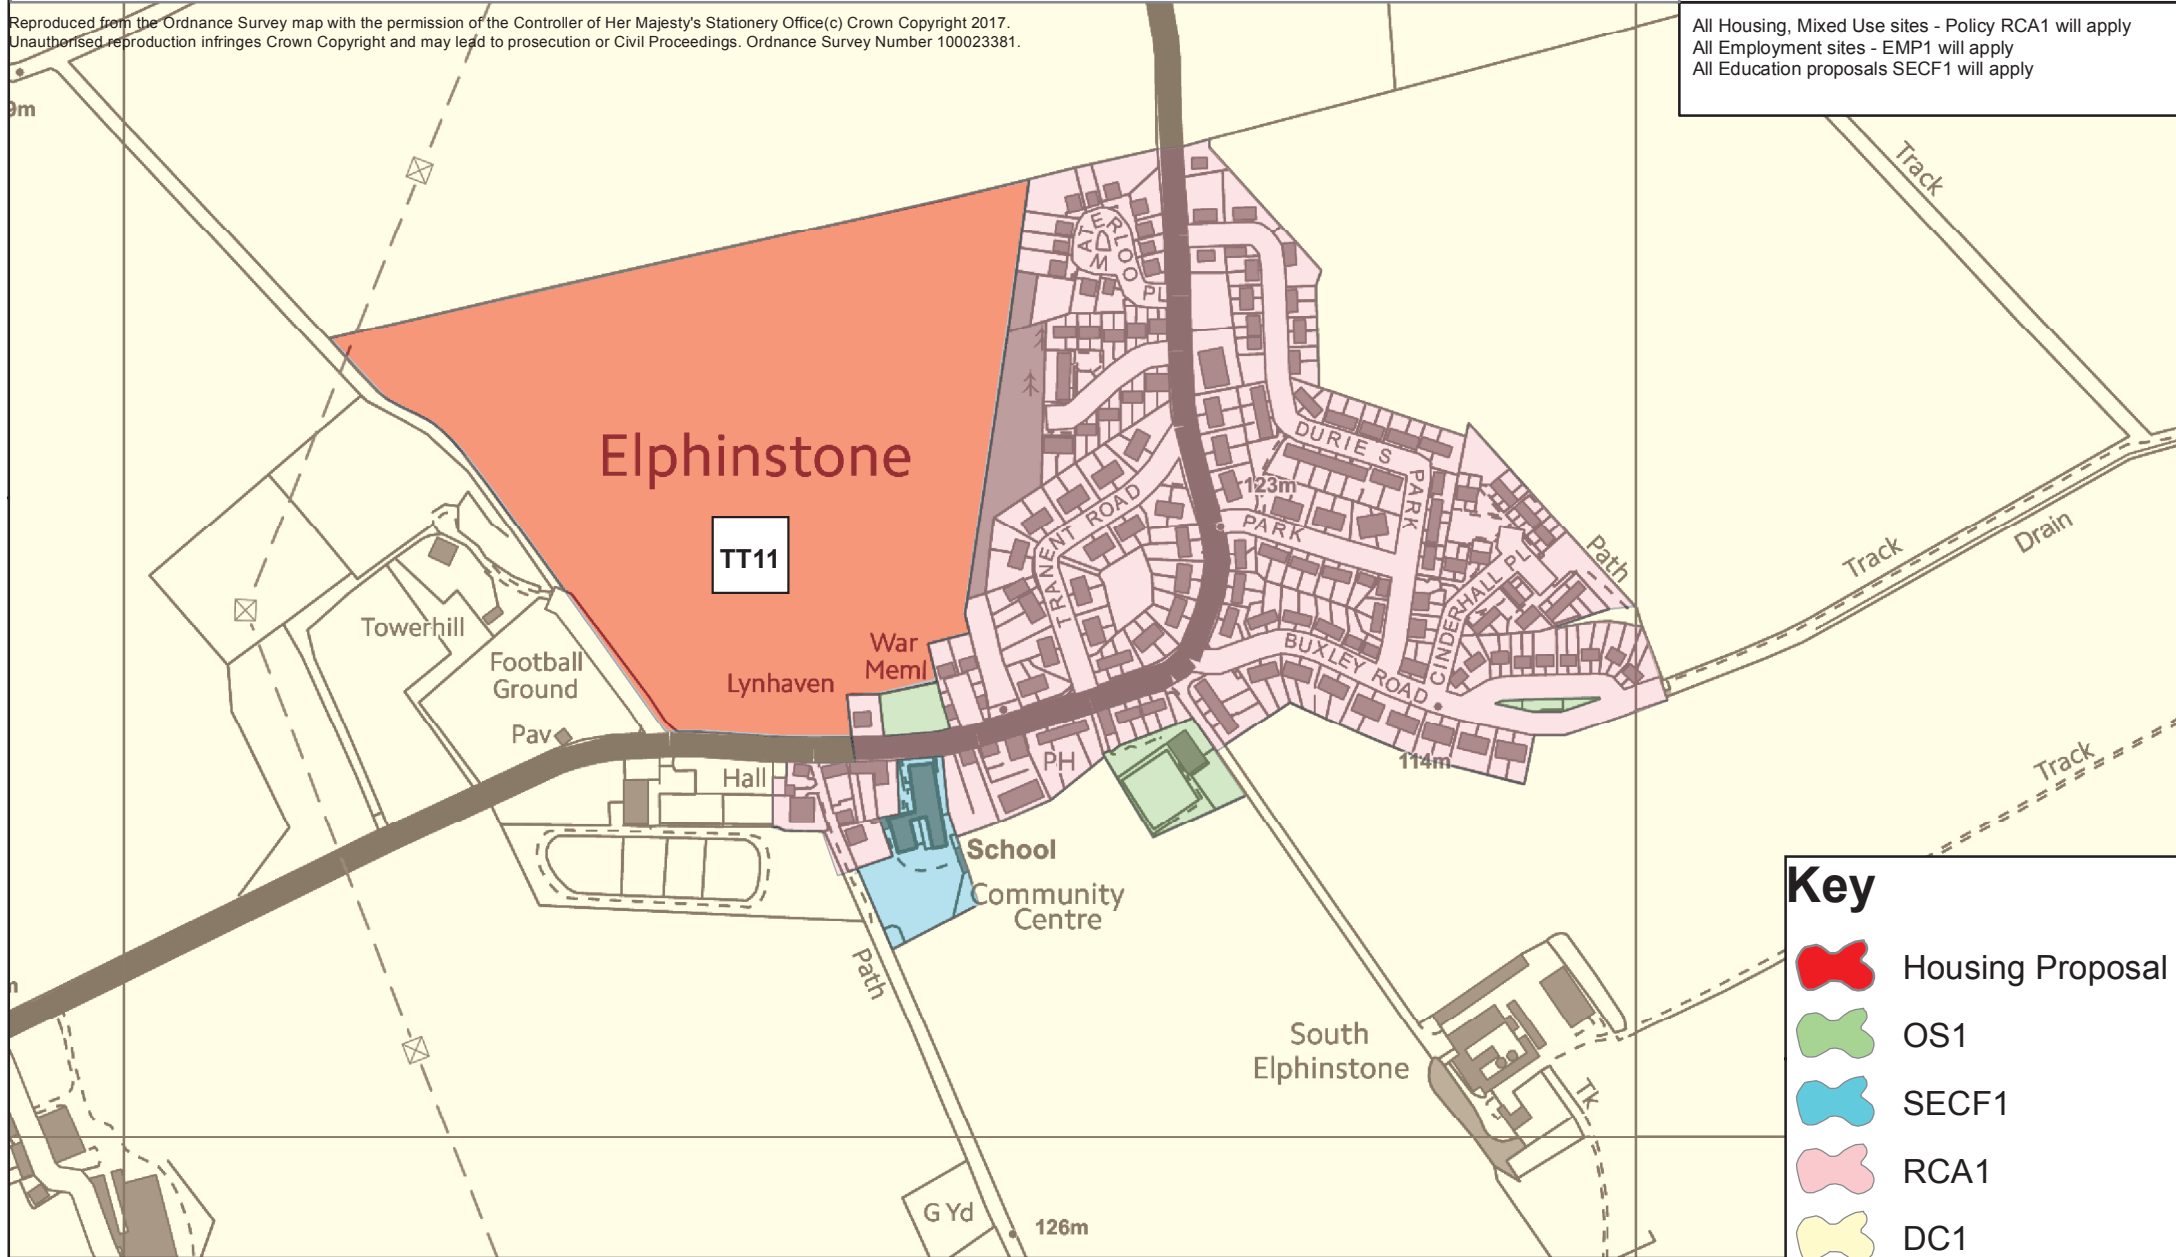 Reproduced from the Ordnance Survey map with the permission of the Controller of Her Majesty's Stationery Office(c) Crown Copyright 2017.
Unauthorised reproduction infringes Crown Copyright and may lead to prosecution or Civil Proceedings. Ordnance Survey Number 100023381.
All Housing, Mixed Use sites - Policy RCA1 will apply
All Employment sites - EMP1 will apply
All Education proposals SECF1 will apply
9m
Track
WATERLOO
PL
Elphinstone
TT11
DURIE S
PARK
123m
PARK
TRANENT ROAD
Path
Track
Drain
CINDERHALL PL
Towerhill
Football
Ground
War
Meml
Lynhaven
BUXLEY ROAD
Pav
Hall
PH
114m
Track
School
Community
Centre
Path
South
Elphinstone
Tk
G Yd
126m
Key
Housing Proposal
OS1
SECF1
RCA1
DC1